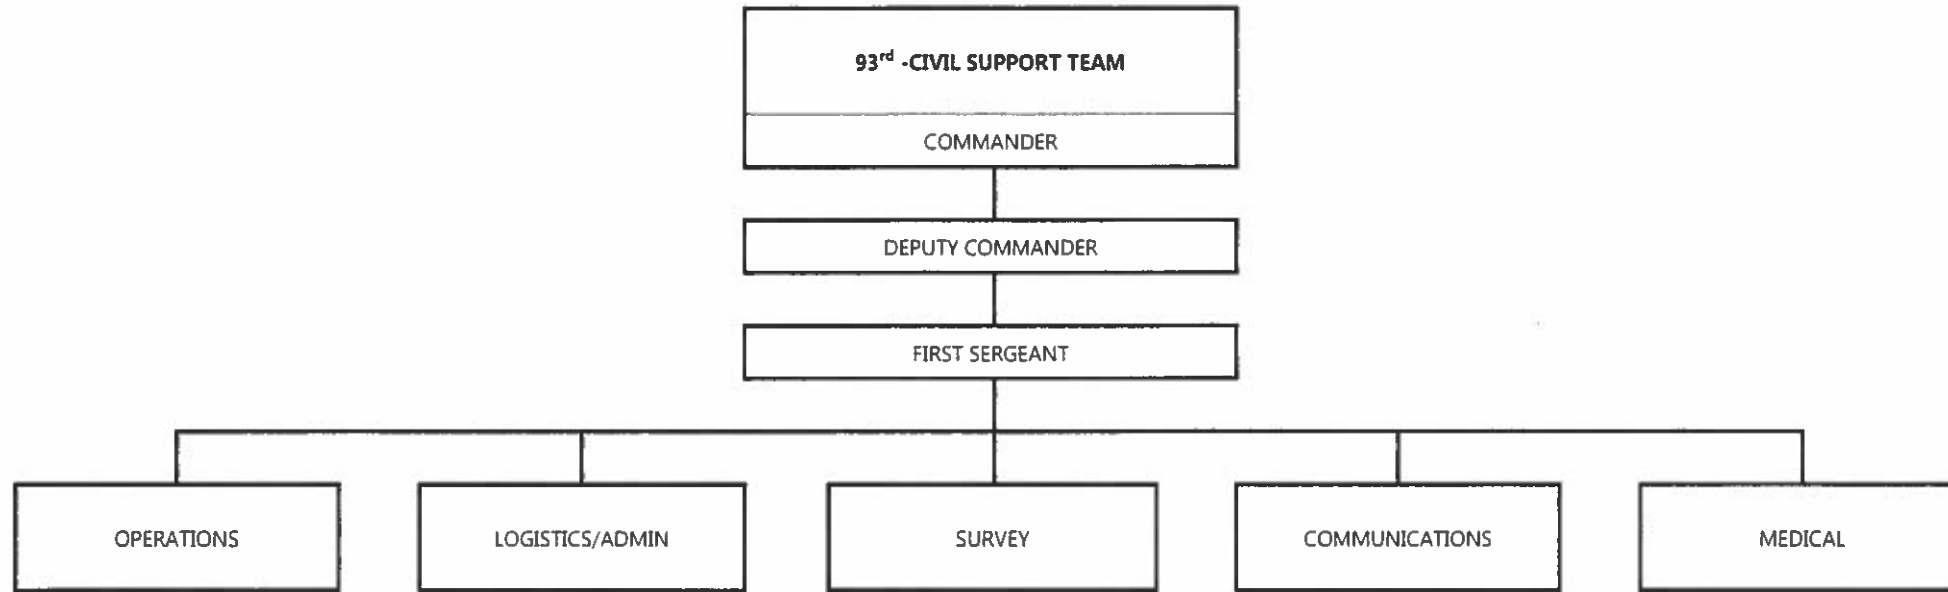 93rd -CIVIL SUPPORT TEAM
COMMANDER
DEPUTY COMMANDER
FIRST SERGEANT
OPERATIONS
LOGISTICS/ADMIN
SURVEY
COMMUNICATIONS
MEDICAL